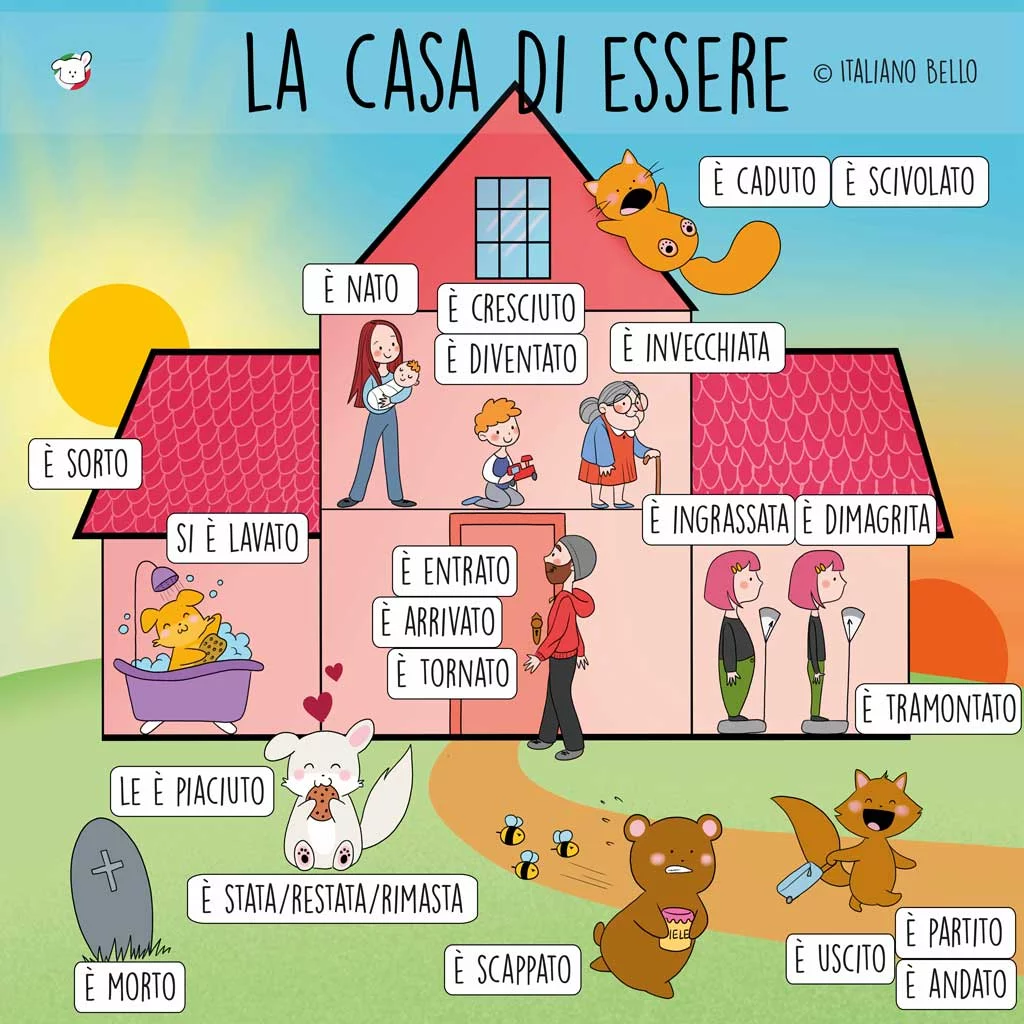 LA CASA DI ESSERE
© ITALIANO BELLO
È CADUTO
È SCIVOLATO
È NATO
È CRESCIUTO
È DIVENTATO
È INVECCHIATA
È SORTO
SI È LAVATO
È INGRASSATA
È DIMAGRITA
È ENTRATO
È ARRIVATO
È TORNATO
È TRAMONTATO
LE È PIACIUTO
È STATA/RESTATA/RIMASTA
È MORTO
È SCAPPATO
IELE
È USCITO
È PARTITO
È ANDATO